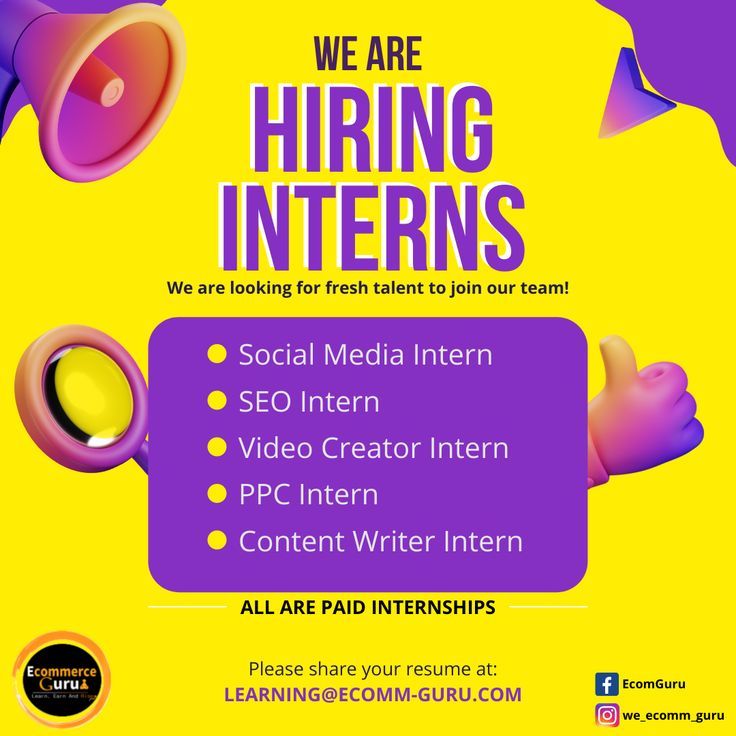 WE ARE
HIRING
INTERNS
We are looking for fresh talent to join our team!
Social Media Intern
SEO Intern
Video Creator Intern
PPC Intern
Content Writer Intern
ALL ARE PAID INTERNSHIPS
Ecommerce
Guru
Learn, Earn And Rise
Please share your resume at:
LEARNING@ECOMM-GURU.COM
EcomGuru
we_ecomm_guru